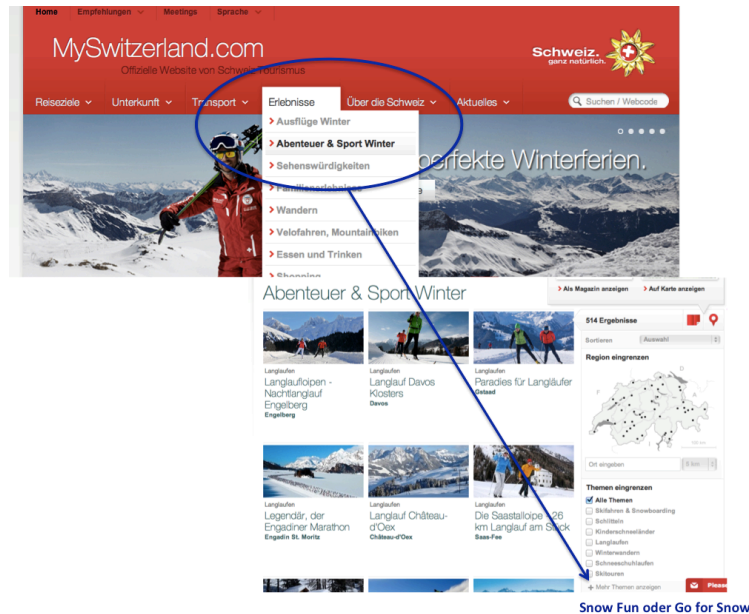 Home Empfehlungen Meetings Sprache
MySwitzerland.com
Offizielle Website von Schweiz Tourismus
Schweiz.
ganz natürlich.
Reiseziele Unterkunft Transport Erlebnisse Über die Schweiz Aktuelles Suchen / Webcode
Ausflüge Winter
Abenteuer & Sport Winter
Sehenswürdigkeiten
perfekte Winterferien.
Familienerlebnisse
Wandern
Velofahren, Mountainbiken
Essen und Trinken
Shopping
Abenteuer & Sport Winter
Als Magazin anzeigen Auf Karte anzeigen
514 Ergebnisse
Sortieren Auswahl
Region eingrenzen
Langlaufen
Langlaufloipen -
Nachtlanglauf
Engelberg
Engelberg
Langlaufen
Langlauf Davos
Klosters
Davos
Langlaufen
Paradies für Langläufer
Gstaad
F
D
A
I
Ort eingeben 5 km
Themen eingrenzen
Alle Themen
Skifahren & Snowboarding
Schlitteln
Kinderschneeländer
Langlaufen
Winterwandern
Schneeschuhlaufen
Skitouren
+ Mehr Themen anzeigen
Langlaufen
Legendär, der
Engadiner Marathon
Engadin St. Moritz
Langlaufen
Langlauf Château-
d'Oex
Château-d'Oex
Langlaufen
Die Saastalloipe - 26
km Langlauf am Stück
Saas-Fee
Please
Snow Fun oder Go for Snow